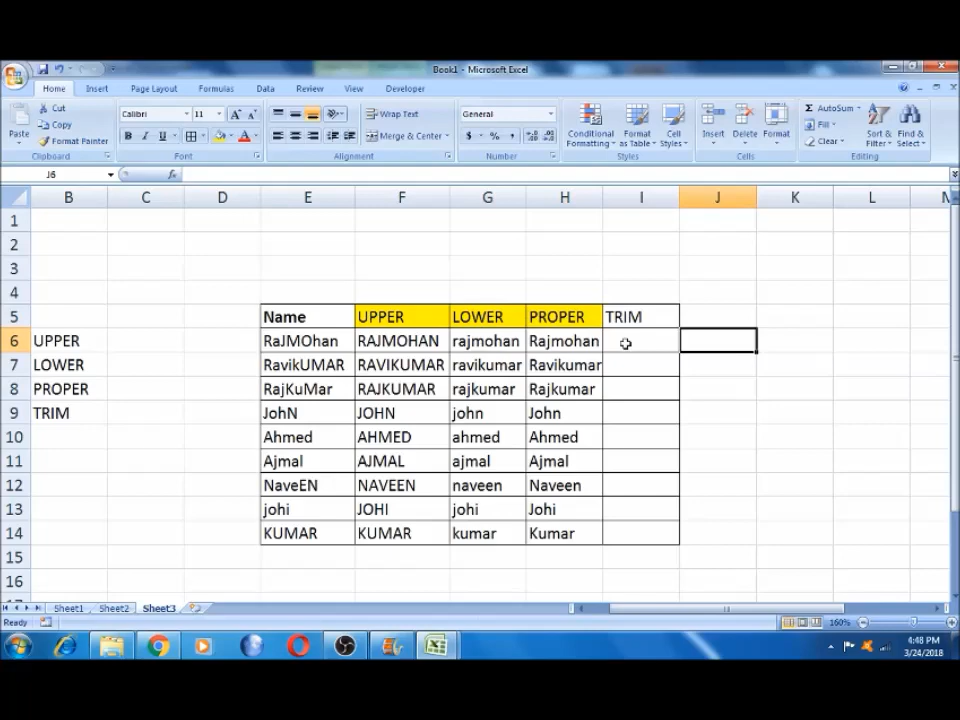 Book1 - Microsoft Excel
Home Insert Page Layout Formulas Data Review View Developer
Paste Cut Copy Format Painter Clipboard
Calibri 11 A A B I U A Font
Wrap Text Merge & Center Alignment
General $ % , Number
Conditional Formatting Format as Table Cell Styles Styles
Insert Delete Format Cells
Σ AutoSum Fill Clear Sort & Filter Find & Select Editing
J6 fx
B C D E F G H I J K L M
1
2
3
4
5 Name UPPER LOWER PROPER TRIM
6 UPPER RaJMOhan RAJMOHAN rajmohan Rajmohan
7 LOWER RavikUMAR RAVIKUMAR ravikumar Ravikumar
8 PROPER RajKuMar RAJKUMAR rajkumar Rajkumar
9 TRIM JohN JOHN john John
10 Ahmed AHMED ahmed Ahmed
11 Ajmal AJMAL ajmal Ajmal
12 NaveEN NAVEEN naveen Naveen
13 johi JOHI johi Johi
14 KUMAR KUMAR kumar Kumar
15
16
Sheet1 Sheet2 Sheet3
Ready 160%
4:48 PM
3/24/2018